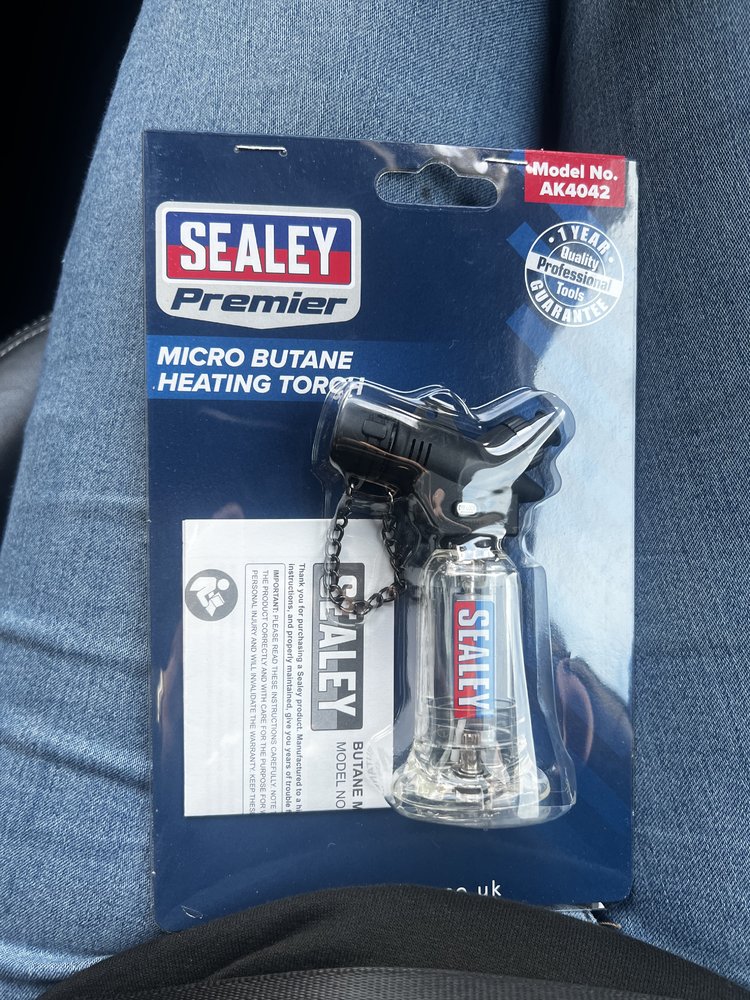 Model No.
AK4042
SEALEY
Premier
1 YEAR
Quality
Professional
Tools
GUARANTEE
MICRO BUTANE
HEATING TORCH
SEALEY
SEALEY
BUTANE
MODEL NO
Thank you for purchasing a Sealey product. Manufactured to a
instructions, and properly maintained, give you years of trouble
IMPORTANT: PLEASE READ THESE INSTRUCTIONS CAREFULLY. NOTE
THE PRODUCT CORRECTLY AND WITH CARE FOR THE PURPOSE FOR
PERSONAL INJURY AND WILL INVALIDATE THE WARRANTY. KEEP THESE
.co.uk